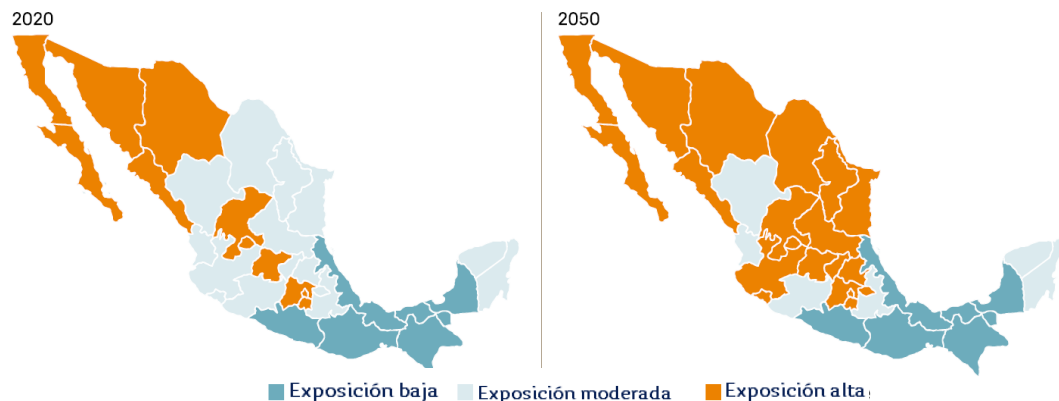 2020
2050
Exposición baja
Exposición moderada
Exposición alta